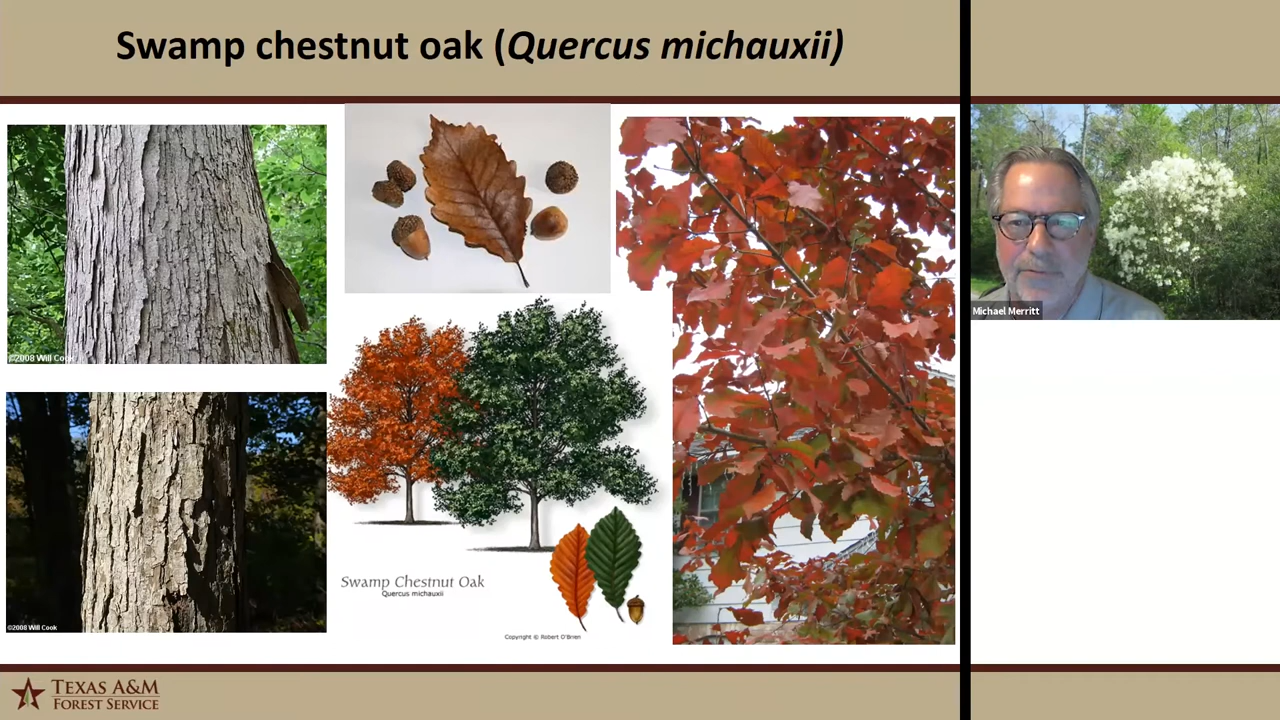 Swamp chestnut oak (Quercus michauxii)
©2008 Will Cook
©2008 Will Cook
Swamp Chestnut Oak
Quercus michauxii
Copyright © Robert O'Brien
Michael Merritt
TEXAS A&M
FOREST SERVICE